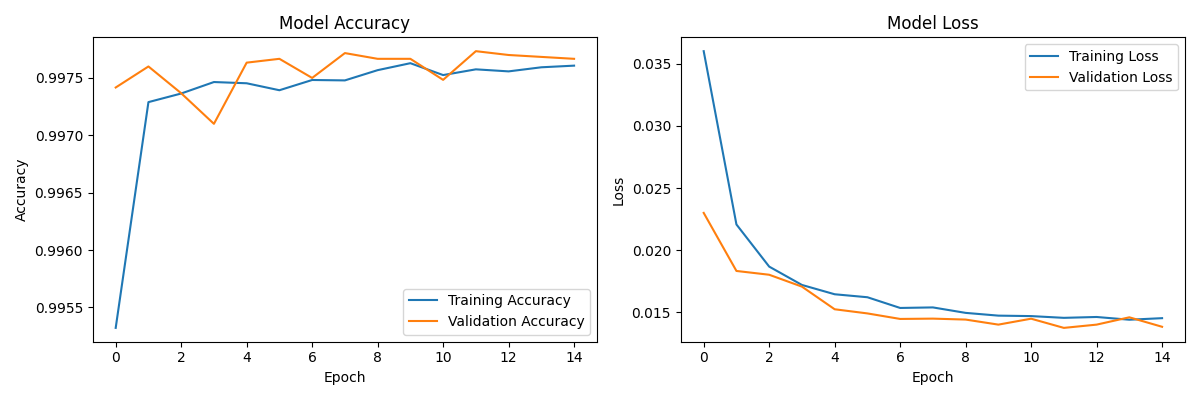 Model Accuracy
0.9975
0.9970
0.9965
0.9960
0.9955
Accuracy
Training Accuracy
Validation Accuracy
0 2 4 6 8 10 12 14
Epoch
Model Loss
Training Loss
Validation Loss
0.035
0.030
0.025
0.020
0.015
Loss
0 2 4 6 8 10 12 14
Epoch